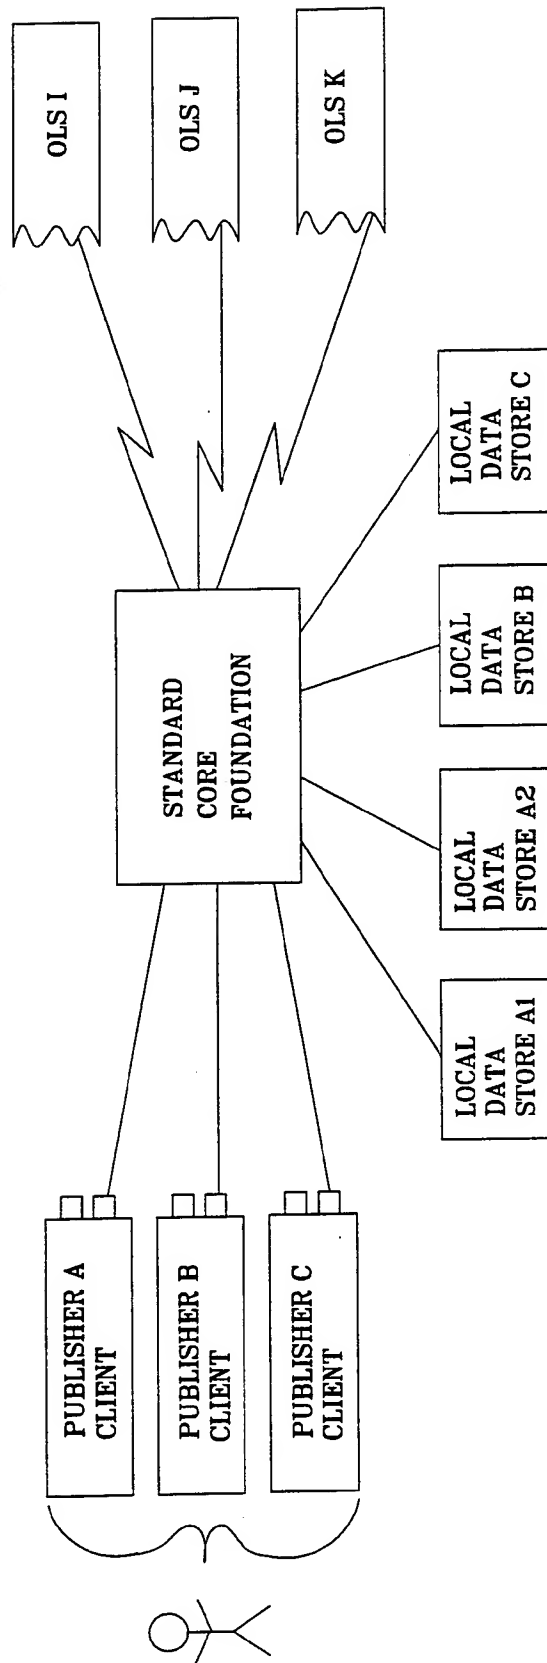 PUBLISHER A
CLIENT
PUBLISHER B
CLIENT
PUBLISHER C
CLIENT
STANDARD
CORE
FOUNDATION
OLS I
OLS J
OLS K
LOCAL
DATA
STORE A1
LOCAL
DATA
STORE A2
LOCAL
DATA
STORE B
LOCAL
DATA
STORE C